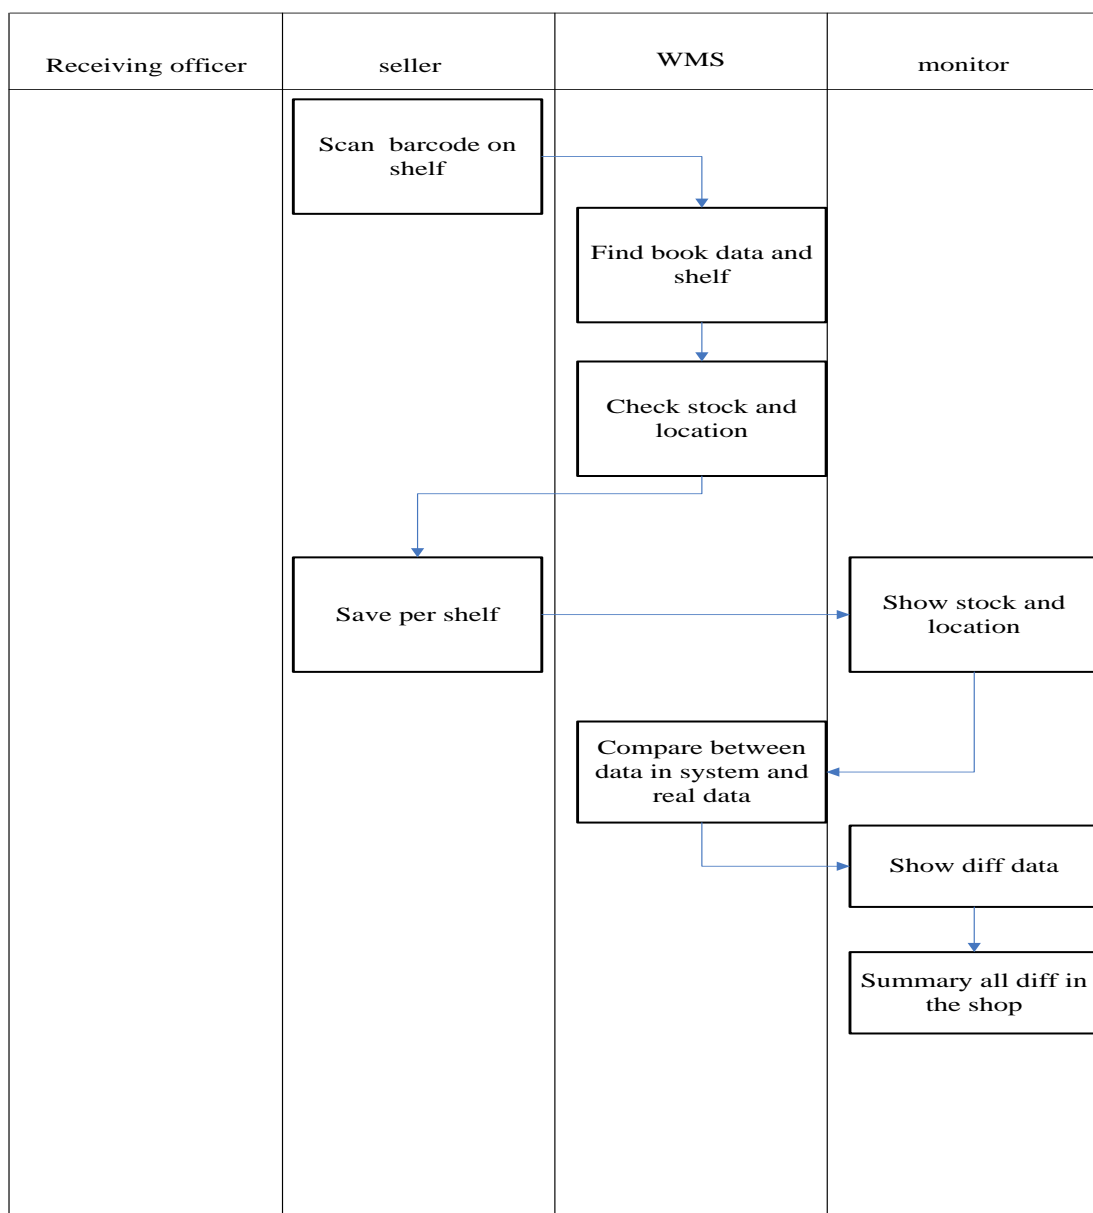 Receiving officer
seller
WMS
monitor
Scan barcode on
shelf
Find book data and
shelf
Check stock and
location
Save per shelf
Show stock and
location
Compare between
data in system and
real data
Show diff data
Summary all diff in
the shop